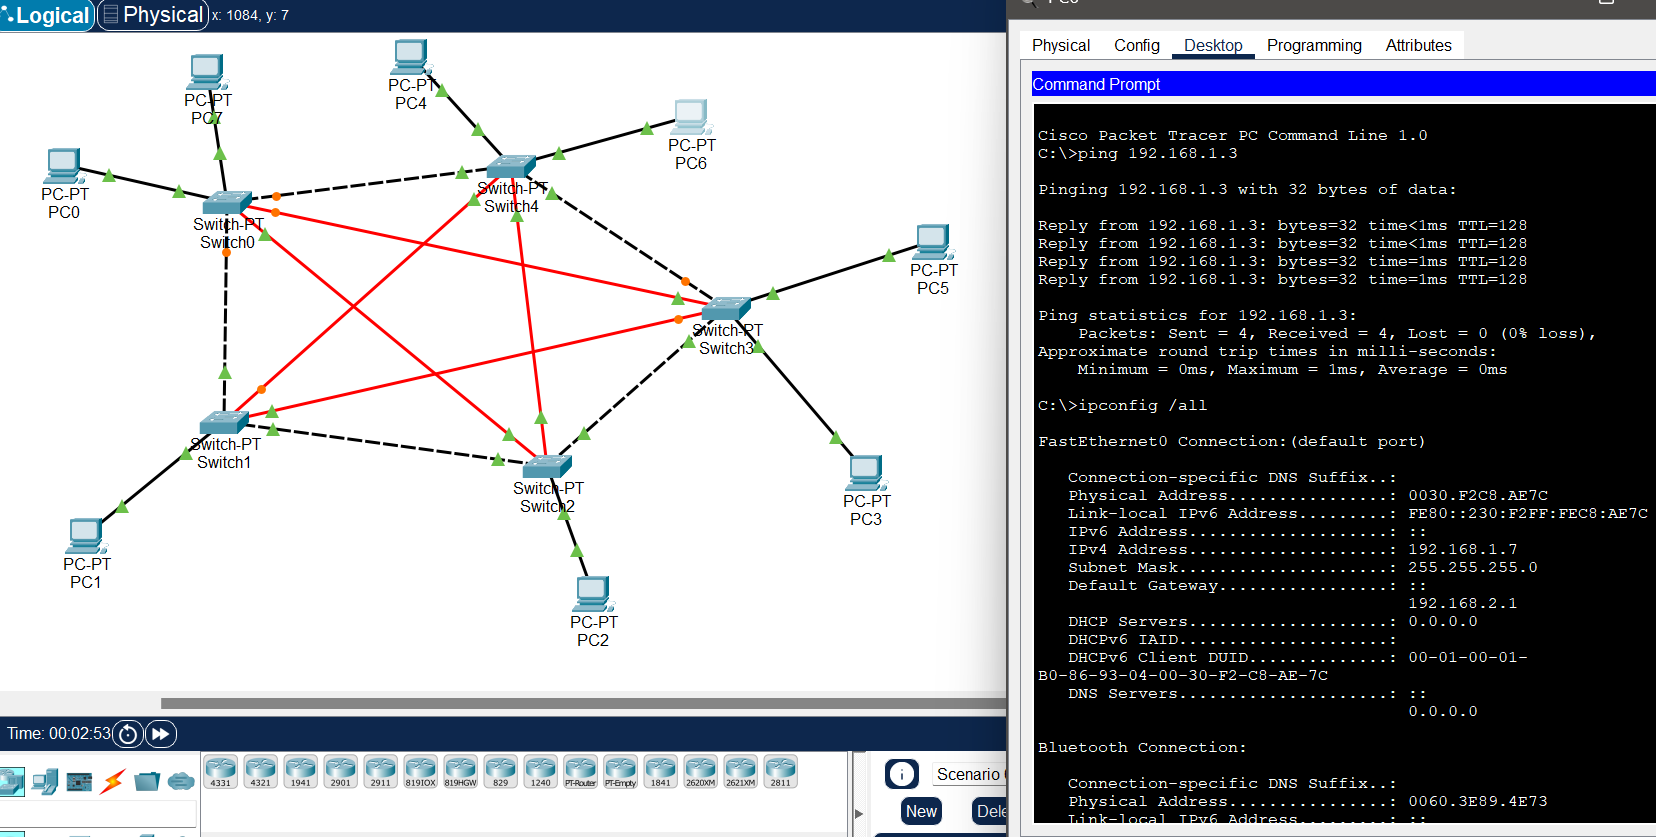 Logical
Physical
x: 1084, y: 7
PC-PT
PC7
PC-PT
PC4
PC-PT
PC6
PC-PT
PC0
Switch-PT
Switch4
Switch-PT
Switch0
PC-PT
PC5
Switch-PT
Switch3
Switch-PT
Switch1
Switch-PT
Switch2
PC-PT
PC3
PC-PT
PC1
PC-PT
PC2
Time: 00:02:53
4331
4321
1941
2901
2911
819IOX
819HGW
829
1240
PT-Router
PT-Empty
1841
2620XM
2621XM
2811
Scenario
New
Dele
Physical
Config
Desktop
Programming
Attributes
Command Prompt
Cisco Packet Tracer PC Command Line 1.0
C:\>ping 192.168.1.3
Pinging 192.168.1.3 with 32 bytes of data:
Reply from 192.168.1.3: bytes=32 time<1ms TTL=128
Reply from 192.168.1.3: bytes=32 time<1ms TTL=128
Reply from 192.168.1.3: bytes=32 time=1ms TTL=128
Reply from 192.168.1.3: bytes=32 time=1ms TTL=128
Ping statistics for 192.168.1.3:
Packets: Sent = 4, Received = 4, Lost = 0 (0% loss),
Approximate round trip times in milli-seconds:
Minimum = 0ms, Maximum = 1ms, Average = 0ms
C:\>ipconfig /all
FastEthernet0 Connection:(default port)
Connection-specific DNS Suffix..:
Physical Address................: 0030.F2C8.AE7C
Link-local IPv6 Address.........: FE80::230:F2FF:FEC8:AE7C
IPv6 Address....................: ::
IPv4 Address....................: 192.168.1.7
Subnet Mask.....................: 255.255.255.0
Default Gateway.................: ::
192.168.2.1
DHCP Servers....................: 0.0.0.0
DHCPv6 IAID.....................:
DHCPv6 Client DUID..............: 00-01-00-01-
B0-86-93-04-00-30-F2-C8-AE-7C
DNS Servers.....................: ::
0.0.0.0
Bluetooth Connection:
Connection-specific DNS Suffix..:
Physical Address................: 0060.3E89.4E73
Link-local IPv6 Address.........: ::